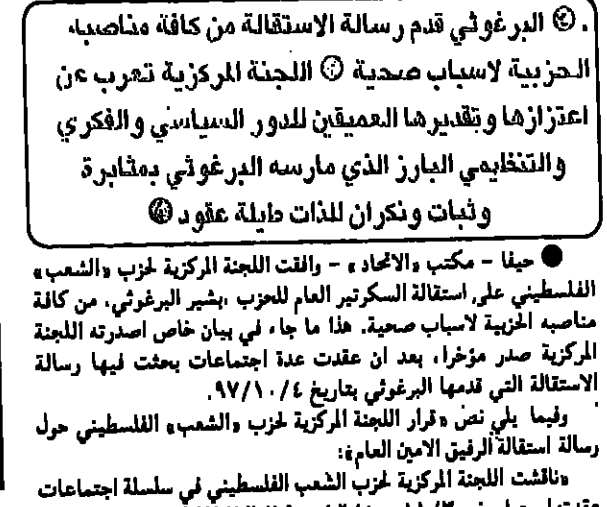 . البرغوثي قدم رسالة الاستقالة من كافة مناصبه
الحزبية لاسباب صحية اللجنة المركزية تعرب عن
اعتزازها وتقديرها العميقين للدور السياسي والفكري
والتنظيمي البارز الذي مارسه البرغوثي بمثابرة
وثبات ونكران للذات طيلة عقود
● حيفا – مكتب «الاتحاد» – وافقت اللجنة المركزية لحزب «الشعب»
الفلسطيني على استقالة السكرتير العام للحزب ،بشير البرغوثي، من كافة
مناصبه الحزبية لاسباب صحية. هذا ما جاء في بيان خاص اصدرته اللجنة
المركزية صدر مؤخرا، بعد ان عقدت عدة اجتماعات بحثت فيها رسالة
الاستقالة التي قدمها البرغوثي بتاريخ ٩٧/١٠/٤.
وفيما يلي نص «قرار اللجنة المركزية لحزب «الشعب» الفلسطيني حول
رسالة استقالة الرفيق الامين العام»:
«ناقشت اللجنة المركزية لحزب الشعب الفلسطيني في سلسلة اجتماعات